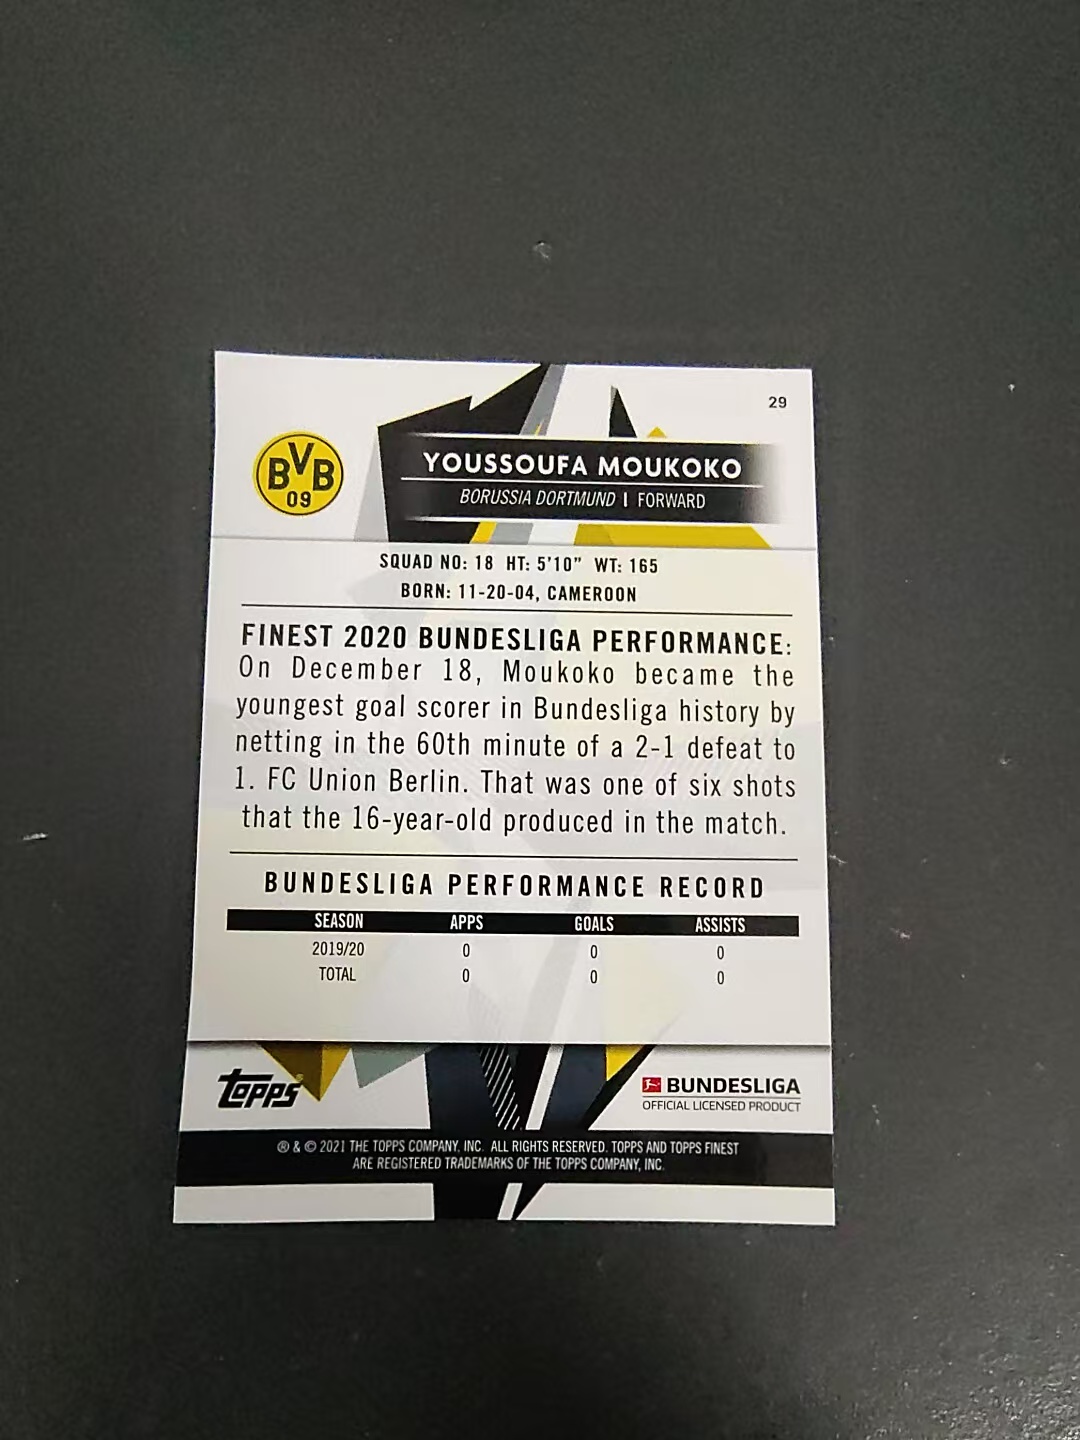 29
BVB
09
YOUSSOUFA MOUKOKO
BORUSSIA DORTMUND | FORWARD
SQUAD NO: 18 HT: 5'10" WT: 165
BORN: 11-20-04, CAMEROON
FINEST 2020 BUNDESLIGA PERFORMANCE:
On December 18, Moukoko became the
youngest goal scorer in Bundesliga history by
netting in the 60th minute of a 2-1 defeat to
1. FC Union Berlin. That was one of six shots
that the 16-year-old produced in the match.
BUNDESLIGA PERFORMANCE RECORD
SEASON APPS GOALS ASSISTS
2019/20 0 0 0
TOTAL 0 0 0
topps®
BUNDESLIGA
OFFICIAL LICENSED PRODUCT
® & © 2021 THE TOPPS COMPANY, INC. ALL RIGHTS RESERVED. TOPPS AND TOPPS FINEST
ARE REGISTERED TRADEMARKS OF THE TOPPS COMPANY, INC.